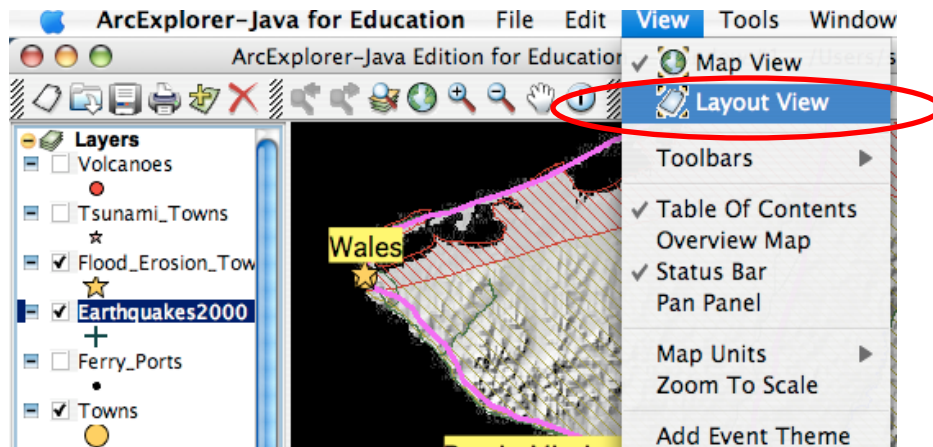 ArcExplorer-Java for Education File Edit View Tools Window
ArcExplorer-Java Edition for Education
Map View
Layout View
Toolbars
Table Of Contents
Overview Map
Status Bar
Pan Panel
Map Units
Zoom To Scale
Add Event Theme
Layers
Volcanoes
Tsunami_Towns
Flood_Erosion_Tow
Earthquakes2000
Ferry_Ports
Towns
Wales